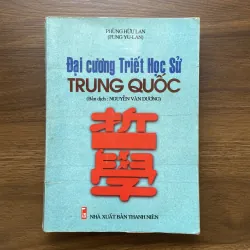 PHÙNG HỮU LAN
(FUNG YU-LAN)
Đại cương Triết Học Sử
TRUNG QUỐC
(Bản dịch : NGUYỄN VĂN DƯƠNG)
哲
學
NHÀ XUẤT BẢN THANH NIÊN